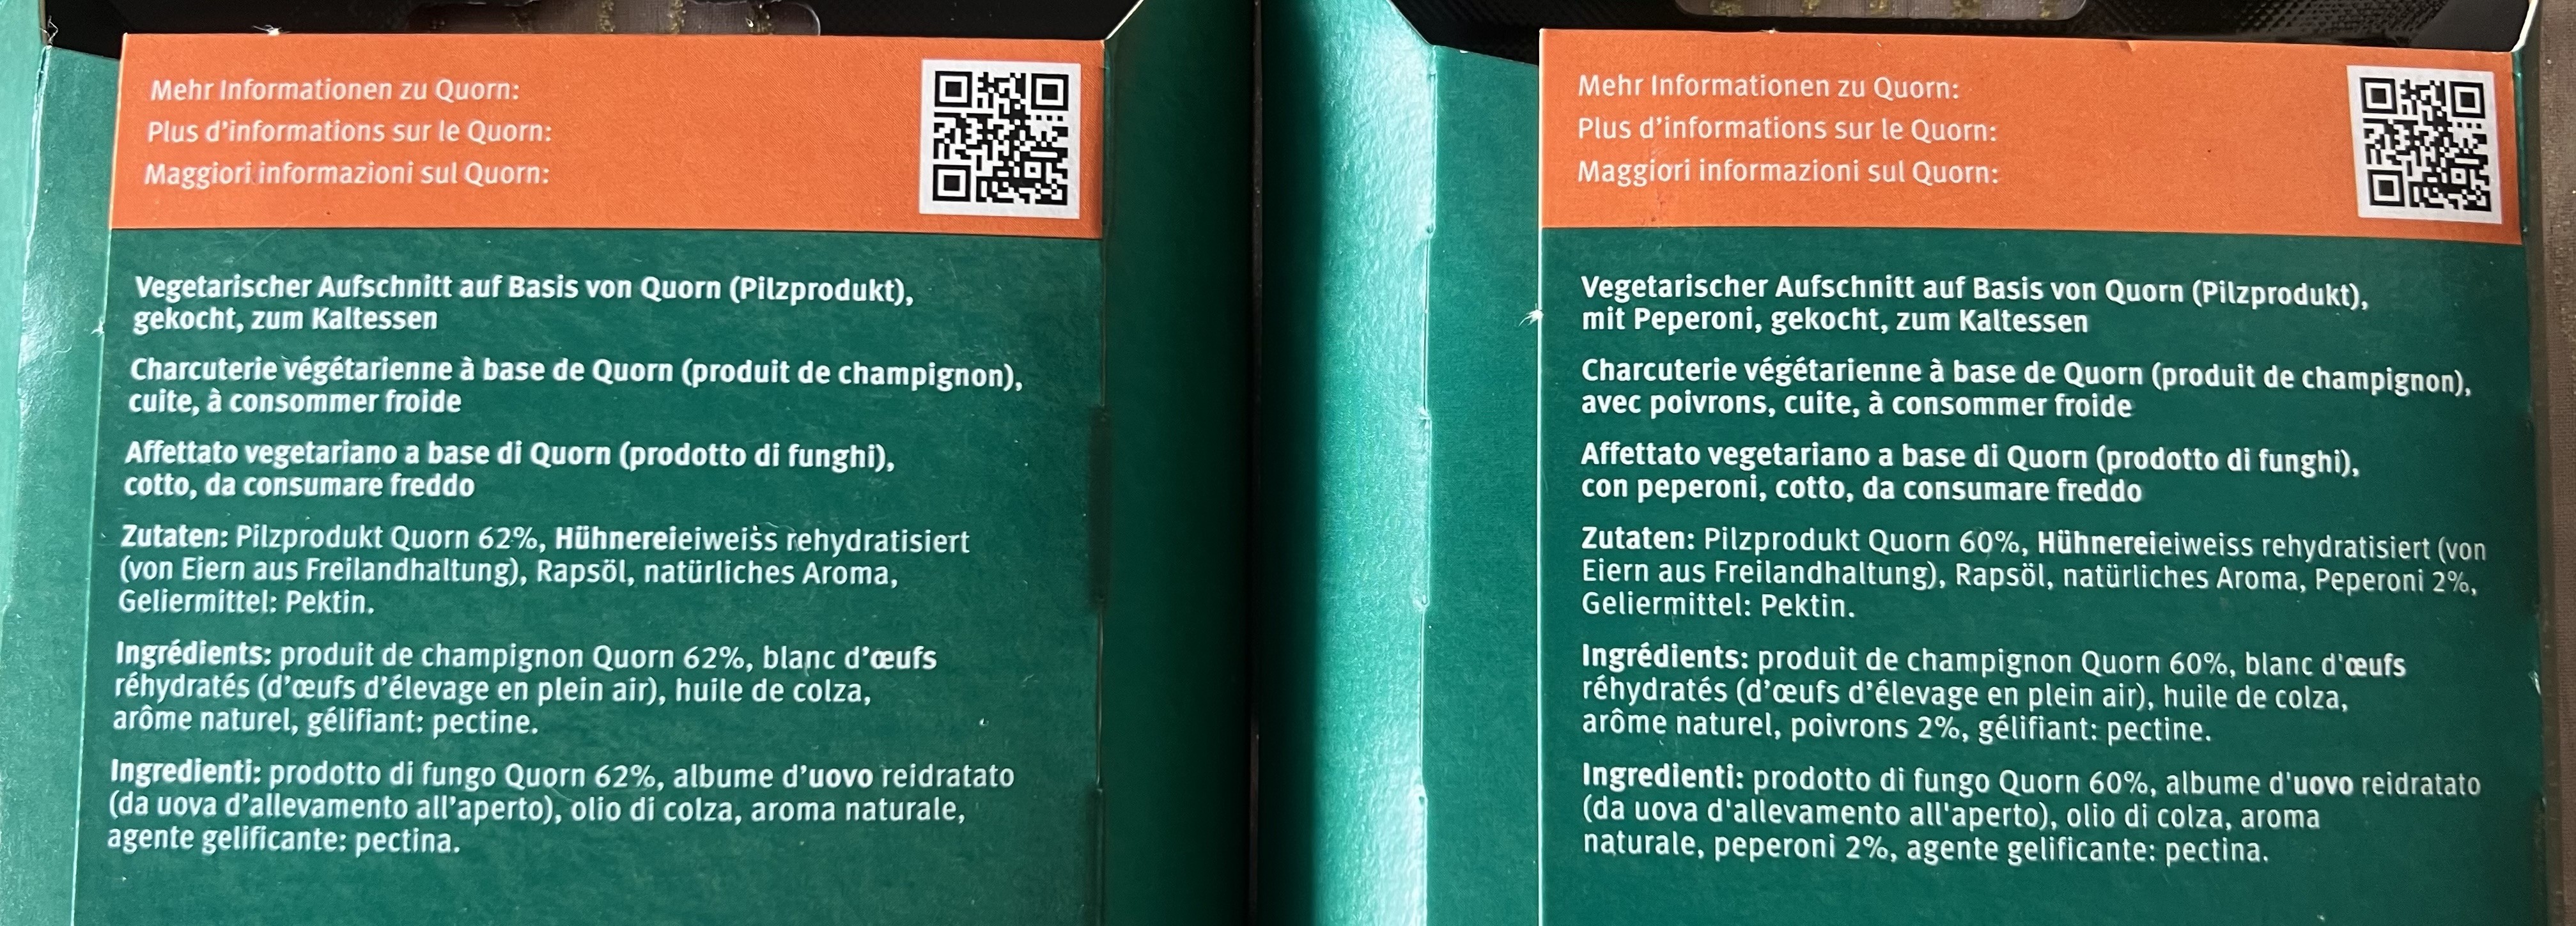 Mehr Informationen zu Quorn:
Plus d’informations sur le Quorn:
Maggiori informazioni sul Quorn:
Vegetarischer Aufschnitt auf Basis von Quorn (Pilzprodukt),
gekocht, zum Kaltessen
Charcuterie végétarienne à base de Quorn (produit de champignon),
cuite, à consommer froide
Affettato vegetariano a base di Quorn (prodotto di funghi),
cotto, da consumare freddo
Zutaten: Pilzprodukt Quorn 62%, Hühnereieiweiss rehydratisiert
(von Eiern aus Freilandhaltung), Rapsöl, natürliches Aroma,
Geliermittel: Pektin.
Ingrédients: produit de champignon Quorn 62%, blanc d’œufs
réhydratés (d’œufs d’élevage en plein air), huile de colza,
arôme naturel, gélifiant: pectine.
Ingredienti: prodotto di fungo Quorn 62%, albume d’uovo reidratato
(da uova d’allevamento all’aperto), olio di colza, aroma naturale,
agente gelificante: pectina.
Mehr Informationen zu Quorn:
Plus d’informations sur le Quorn:
Maggiori informazioni sul Quorn:
Vegetarischer Aufschnitt auf Basis von Quorn (Pilzprodukt),
mit Peperoni, gekocht, zum Kaltessen
Charcuterie végétarienne à base de Quorn (produit de champignon),
avec poivrons, cuite, à consommer froide
Affettato vegetariano a base di Quorn (prodotto di funghi),
con peperoni, cotto, da consumare freddo
Zutaten: Pilzprodukt Quorn 60%, Hühnereieiweiss rehydratisiert (von
Eiern aus Freilandhaltung), Rapsöl, natürliches Aroma, Peperoni 2%,
Geliermittel: Pektin.
Ingrédients: produit de champignon Quorn 60%, blanc d'œufs
réhydratés (d’œufs d’élevage en plein air), huile de colza,
arôme naturel, poivrons 2%, gélifiant: pectine.
Ingredienti: prodotto di fungo Quorn 60%, albume d'uovo reidratato
(da uova d'allevamento all'aperto), olio di colza, aroma
naturale, peperoni 2%, agente gelificante: pectina.